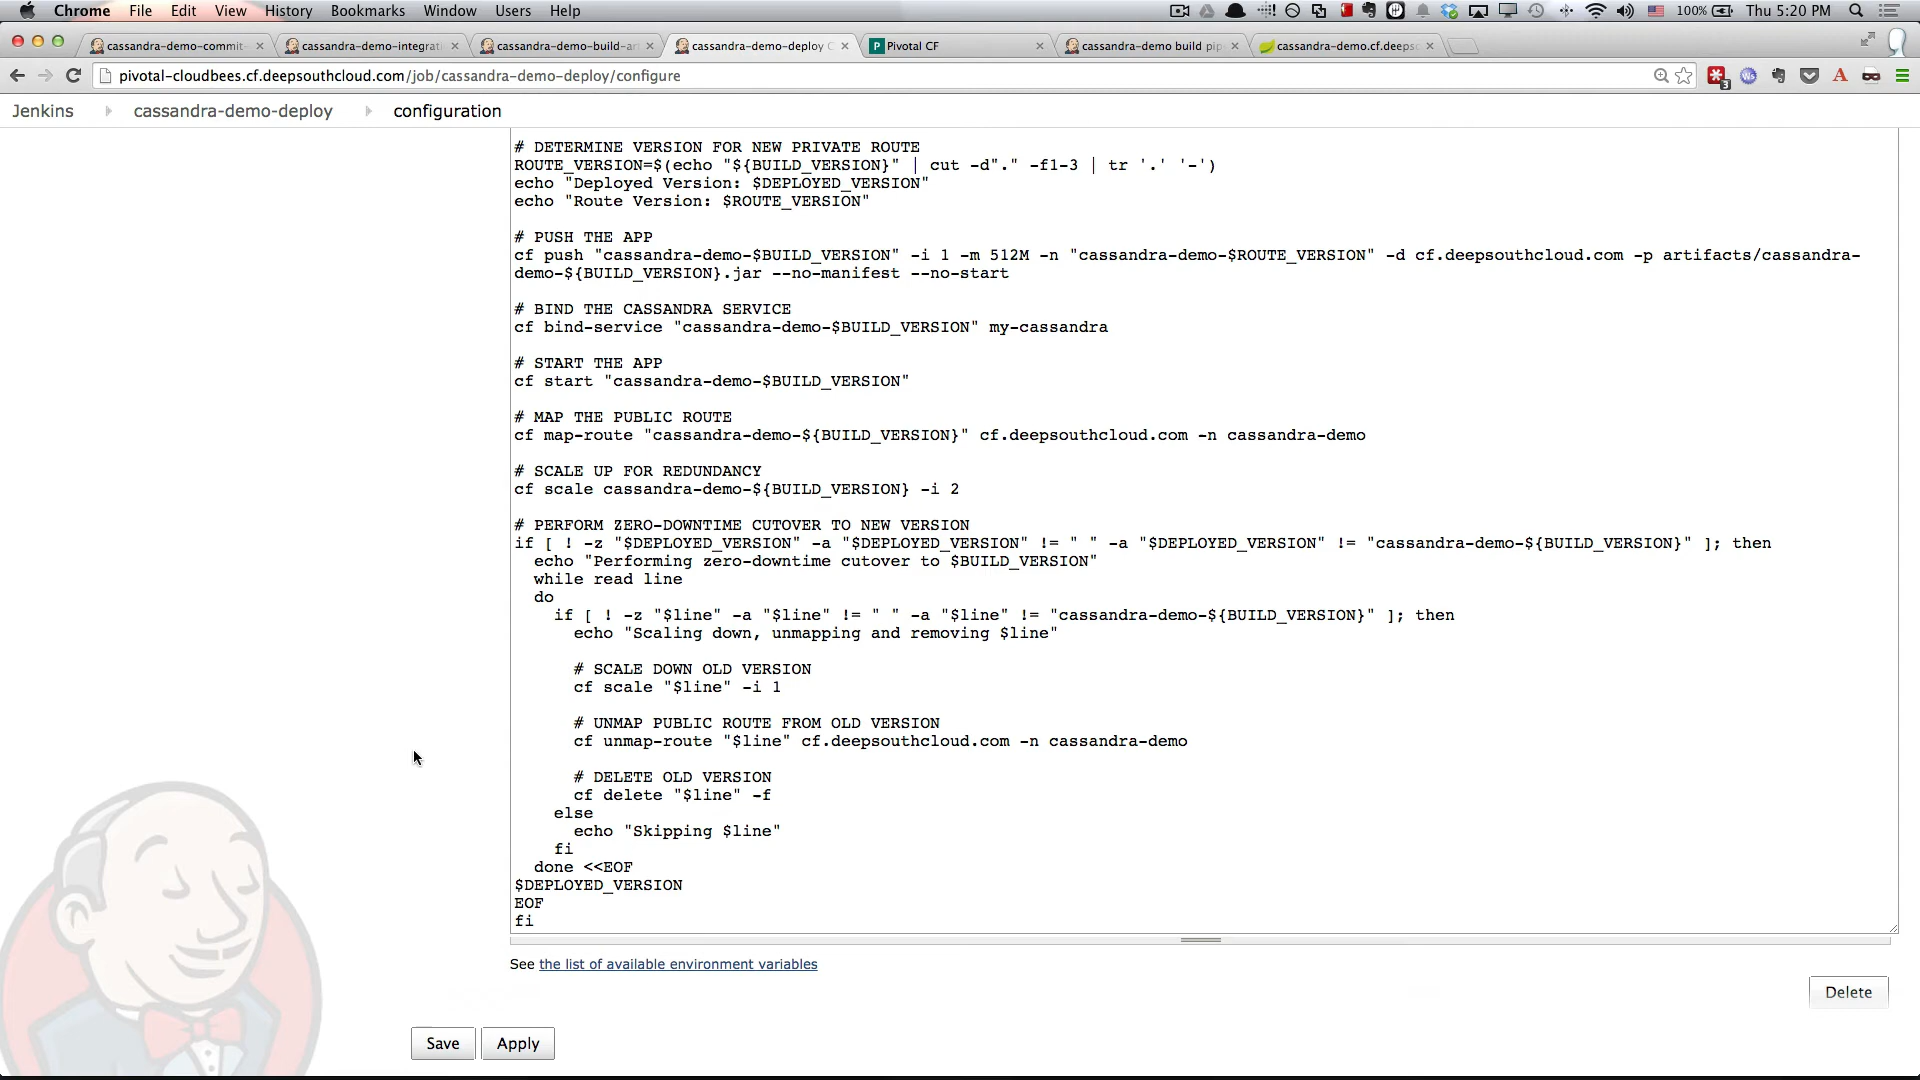 Chrome File Edit View History Bookmarks Window Users Help 100% Thu 5:20 PM
cassandra-demo-commit- cassandra-demo-integrat cassandra-demo-build-ar cassandra-demo-deploy C Pivotal CF cassandra-demo build pip cassandra-demo.cf.deeps
pivotal-cloudbees.cf.deepsouthcloud.com/job/cassandra-demo-deploy/configure
Jenkins cassandra-demo-deploy configuration
# DETERMINE VERSION FOR NEW PRIVATE ROUTE
ROUTE_VERSION=$(echo "${BUILD_VERSION}" | cut -d"." -f1-3 | tr '.' '-')
echo "Deployed Version: $DEPLOYED_VERSION"
echo "Route Version: $ROUTE_VERSION"
# PUSH THE APP
cf push "cassandra-demo-$BUILD_VERSION" -i 1 -m 512M -n "cassandra-demo-$ROUTE_VERSION" -d cf.deepsouthcloud.com -p artifacts/cassandra-
demo-${BUILD_VERSION}.jar --no-manifest --no-start
# BIND THE CASSANDRA SERVICE
cf bind-service "cassandra-demo-$BUILD_VERSION" my-cassandra
# START THE APP
cf start "cassandra-demo-$BUILD_VERSION"
# MAP THE PUBLIC ROUTE
cf map-route "cassandra-demo-${BUILD_VERSION}" cf.deepsouthcloud.com -n cassandra-demo
# SCALE UP FOR REDUNDANCY
cf scale cassandra-demo-${BUILD_VERSION} -i 2
# PERFORM ZERO-DOWNTIME CUTOVER TO NEW VERSION
if [ ! -z "$DEPLOYED_VERSION" -a "$DEPLOYED_VERSION" != " " -a "$DEPLOYED_VERSION" != "cassandra-demo-${BUILD_VERSION}" ]; then
echo "Performing zero-downtime cutover to $BUILD_VERSION"
while read line
do
if [ ! -z "$line" -a "$line" != " " -a "$line" != "cassandra-demo-${BUILD_VERSION}" ]; then
echo "Scaling down, unmapping and removing $line"
# SCALE DOWN OLD VERSION
cf scale "$line" -i 1
# UNMAP PUBLIC ROUTE FROM OLD VERSION
cf unmap-route "$line" cf.deepsouthcloud.com -n cassandra-demo
# DELETE OLD VERSION
cf delete "$line" -f
else
echo "Skipping $line"
fi
done <<EOF
$DEPLOYED_VERSION
EOF
fi
See the list of available environment variables
Delete
Save Apply